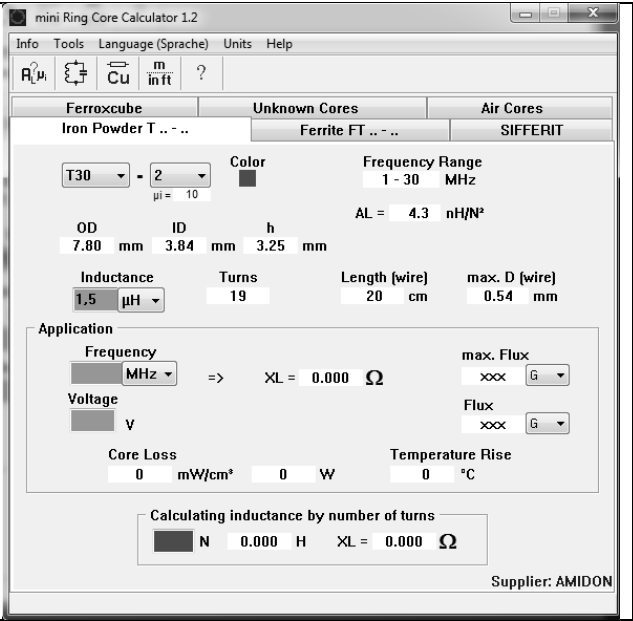 mini Ring Core Calculator 1.2
Info Tools Language (Sprache) Units Help
A?L µi Cu m in ft ?
Ferroxcube Unknown Cores Air Cores
Iron Powder T .. - .. Ferrite FT .. - .. SIFFERIT
Color Frequency Range
T30 - 2 1 - 30 MHz
µi = 10
AL = 4.3 nH/N²
OD ID h
7.80 mm 3.84 mm 3.25 mm
Inductance Turns Length (wire) max. D (wire)
1,5 µH 19 20 cm 0.54 mm
Application
Frequency max. Flux
MHz => XL = 0.000 Ω xxx G
Voltage Flux
V xxx G
Core Loss Temperature Rise
0 mW/cm³ 0 W 0 °C
Calculating inductance by number of turns
N 0.000 H XL = 0.000 Ω
Supplier: AMIDON